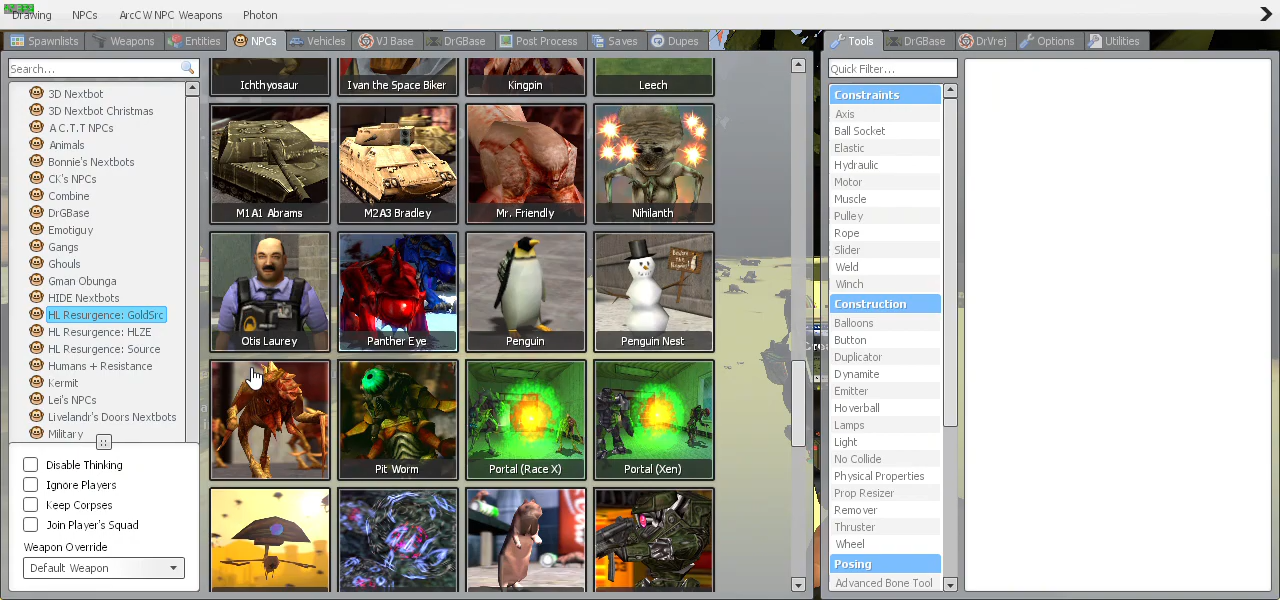 Drawing NPCs ArcCW NPC Weapons Photon
Spawnlists Weapons Entities NPCs Vehicles VJ Base DrGBase Post Process Saves Dupes
Tools DrGBase DrVrej Options Utilities
Search...
3D Nextbot
3D Nextbot Christmas
A.C.T.T NPCs
Animals
Bonnie's Nextbots
CK's NPCs
Combine
DrGBase
Emotiguy
Gangs
Ghouls
Gman Obunga
HIDE Nextbots
HL Resurgence: GoldSrc
HL Resurgence: HLZE
HL Resurgence: Source
Humans + Resistance
Kermit
Lei's NPCs
Livelandr's Doors Nextbots
Military
Disable Thinking
Ignore Players
Keep Corpses
Join Player's Squad
Weapon Override
Default Weapon
Ichthyosaur Ivan the Space Biker Kingpin Leech
M1A1 Abrams M2A3 Bradley Mr. Friendly Nihilanth
Otis Laurey Panther Eye Penguin Penguin Nest
Pit Worm Portal (Race X) Portal (Xen)
Quick Filter...
Constraints
Axis
Ball Socket
Elastic
Hydraulic
Motor
Muscle
Pulley
Rope
Slider
Weld
Winch
Construction
Balloons
Button
Duplicator
Dynamite
Emitter
Hoverball
Lamps
Light
No Collide
Physical Properties
Prop Resizer
Remover
Thruster
Wheel
Posing
Advanced Bone Tool